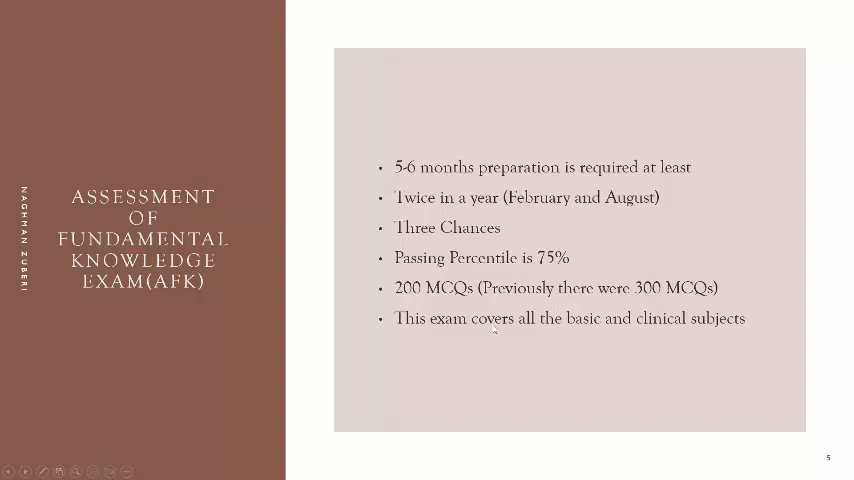 NAGHMAN ZUBERI
ASSESSMENT
OF
FUNDAMENTAL
KNOWLEDGE
EXAM(AFK)
• 5-6 months preparation is required at least
• Twice in a year (February and August)
• Three Chances
• Passing Percentile is 75%
• 200 MCQs (Previously there were 300 MCQs)
• This exam covers all the basic and clinical subjects
5